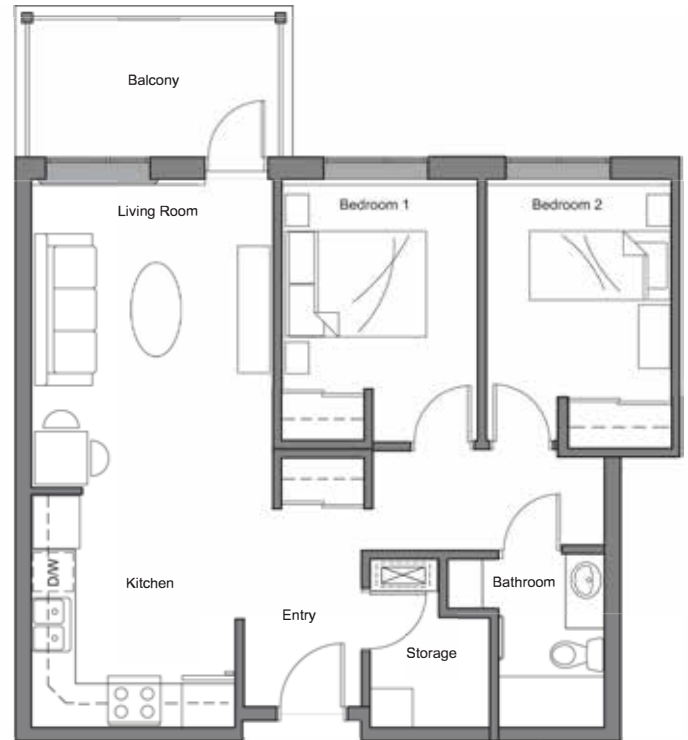 Balcony
Living Room
Bedroom 1
Bedroom 2
D/W
Kitchen
Bathroom
Entry
Storage